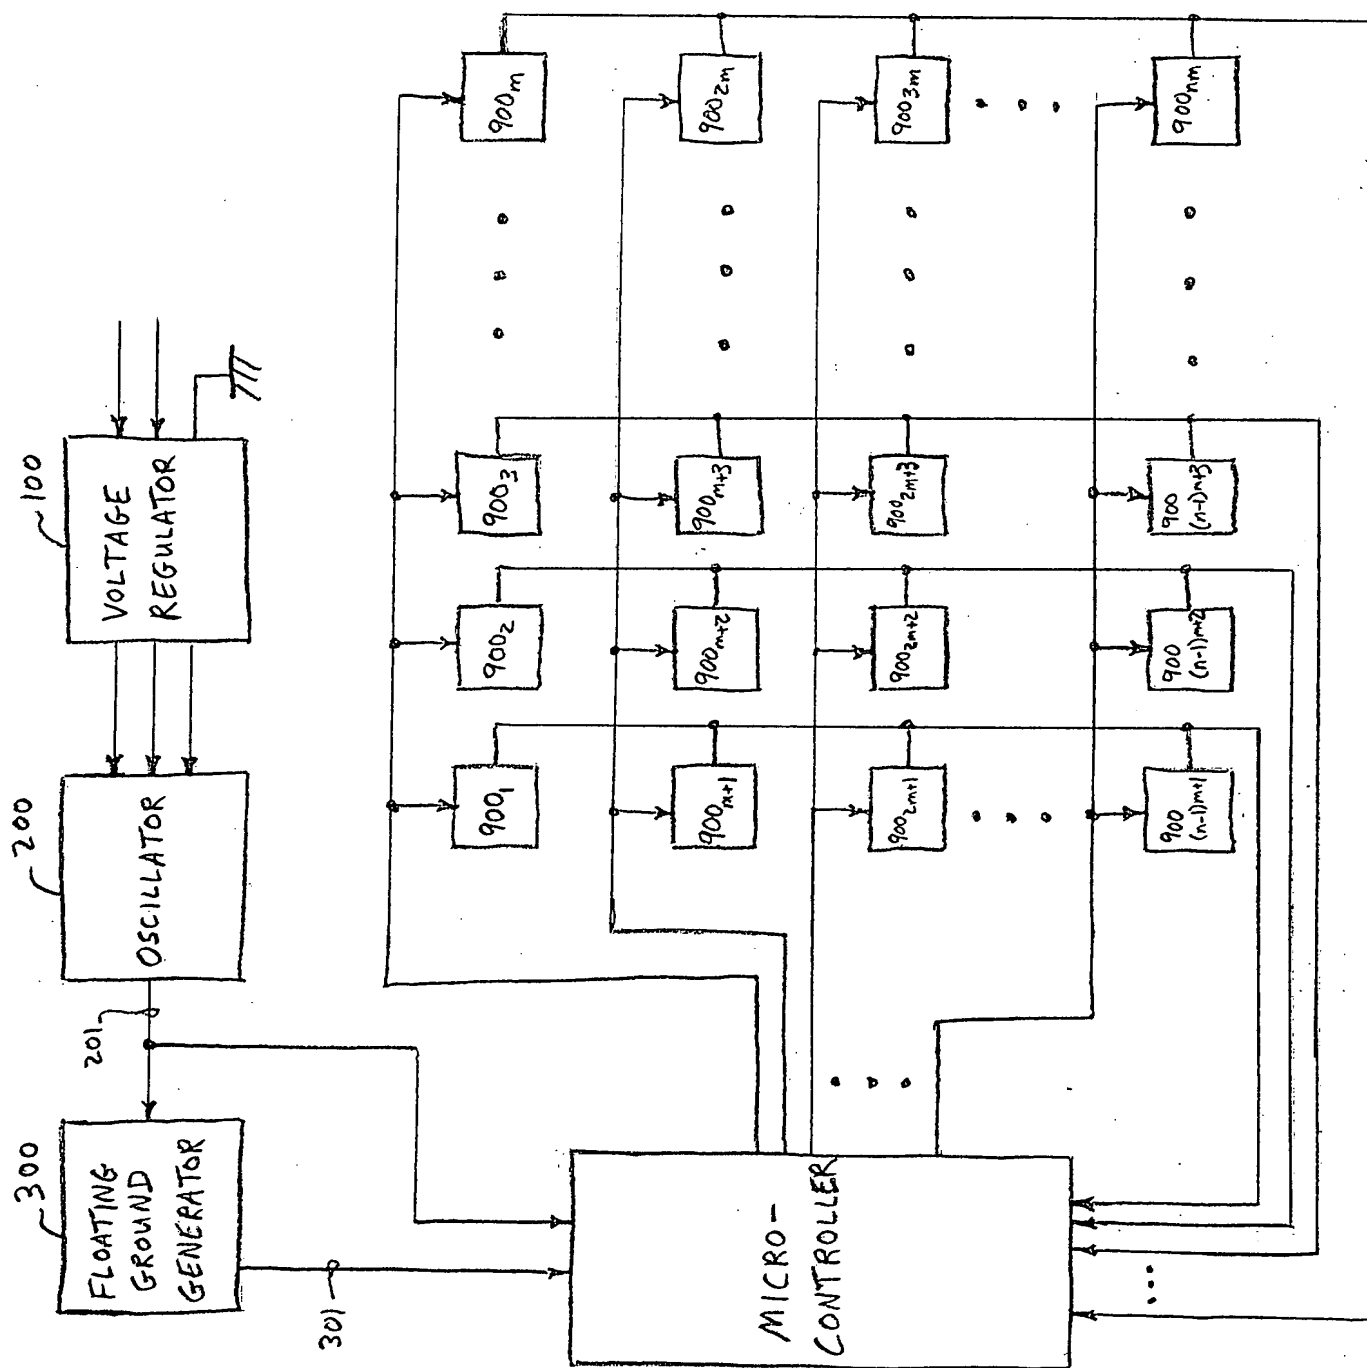 100
VOLTAGE
REGULATOR
200
OSCILLATOR
201
300
FLOATING
GROUND
GENERATOR
301
MICRO-
CONTROLLER
900₁
900₂
900₃
900ₘ
900ₘ₊₁
900ₘ₊₂
900ₘ₊₃
900₂ₘ
900₂ₘ₊₁
900₂ₘ₊₂
900₂ₘ₊₃
900₃ₘ
900
(n-1)m+1
900
(n-1)m+2
900
(n-1)m+3
900ₙₘ